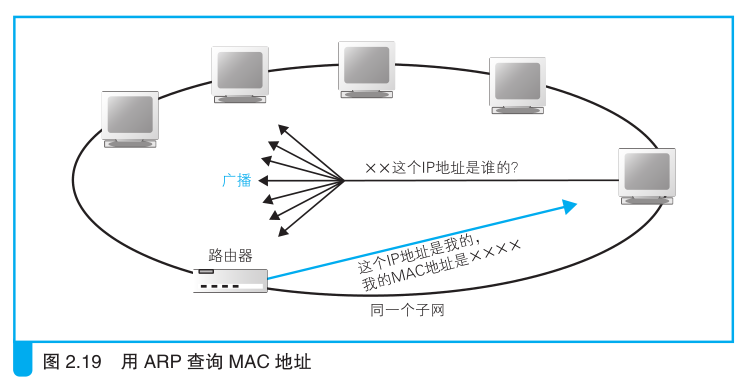 ××这个IP地址是谁的?
广播
路由器
这个IP地址是我的，
我的MAC地址是××××
同一个子网
图 2.19 用 ARP 查询 MAC 地址